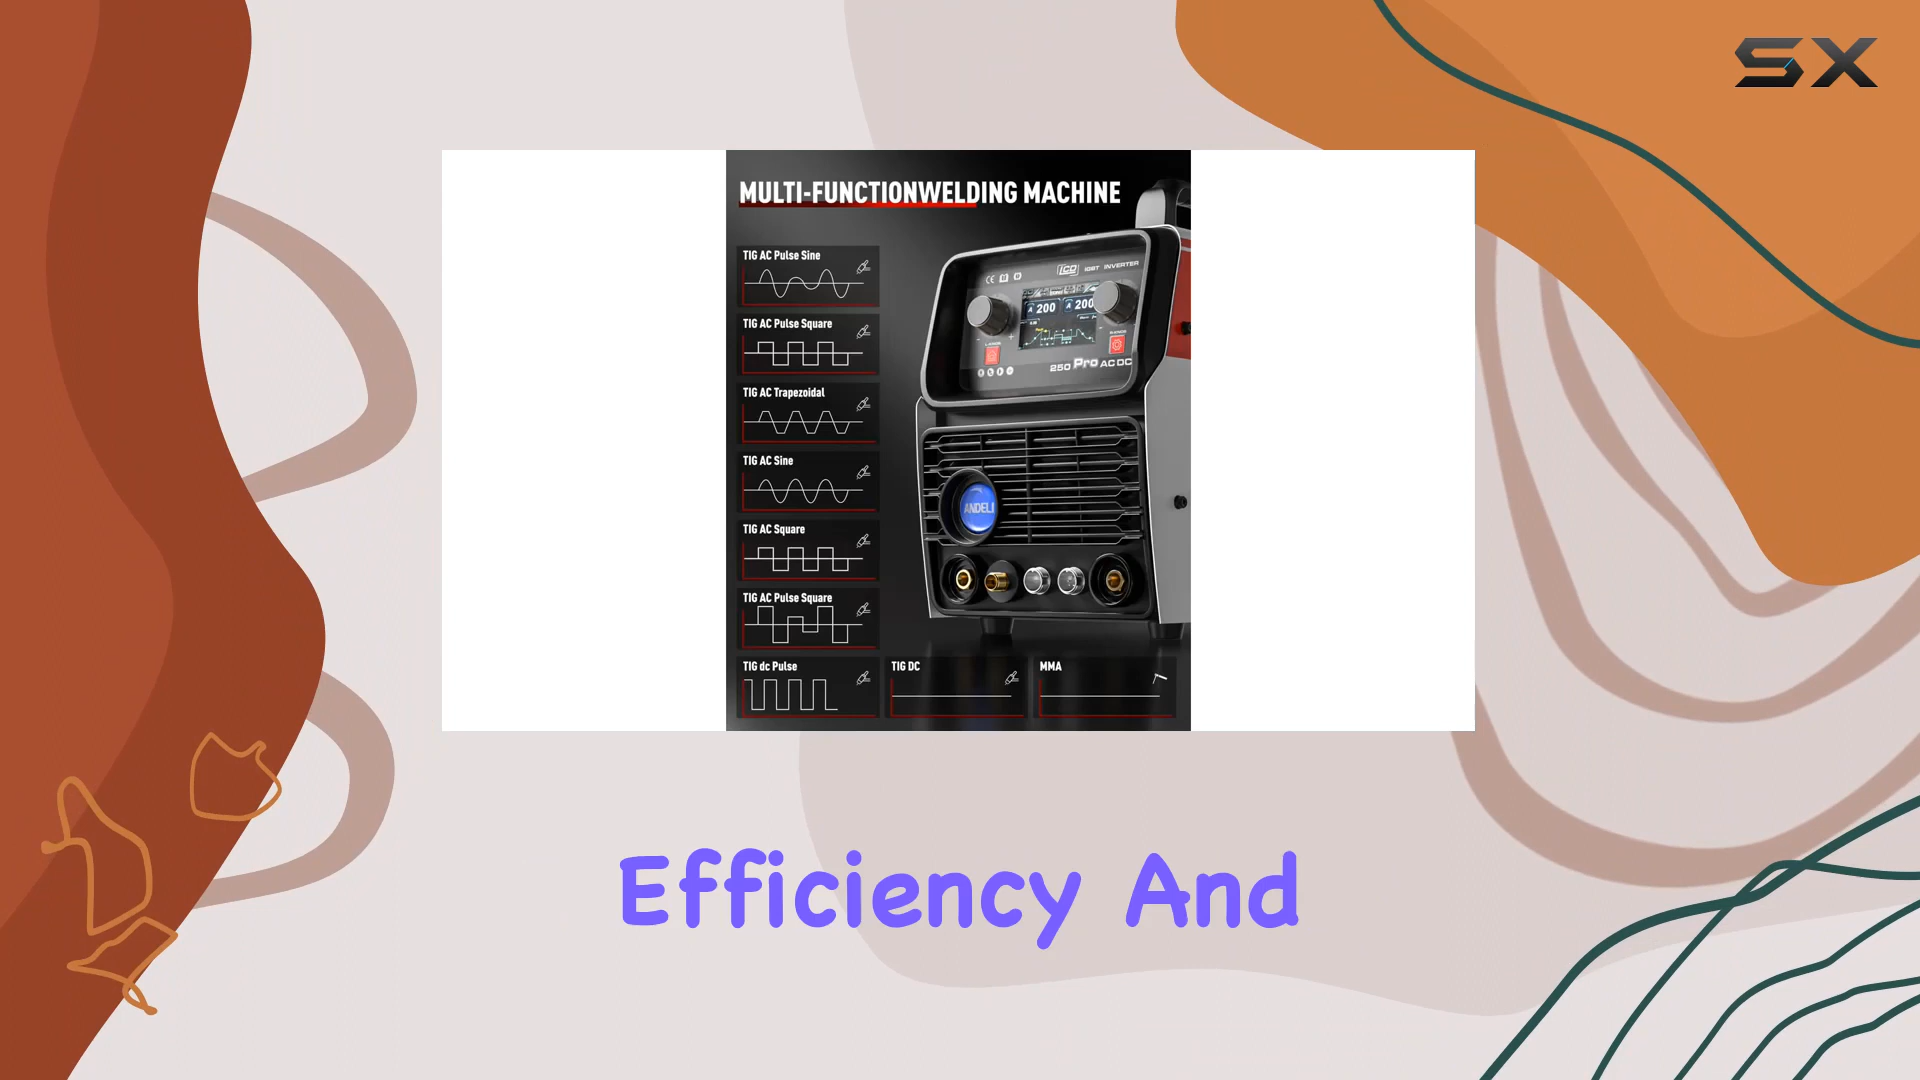 SX
MULTI-FUNCTIONWELDING MACHINE
TIG AC Pulse Sine
TIG AC Pulse Square
TIG AC Trapezoidal
TIG AC Sine
TIG AC Square
TIG AC Pulse Square
TIG dc Pulse
TIG DC
MMA
CE
LCD IGBT INVERTER
A 200 A 200
250 Pro AC DC
ANDELI
Efficiency And